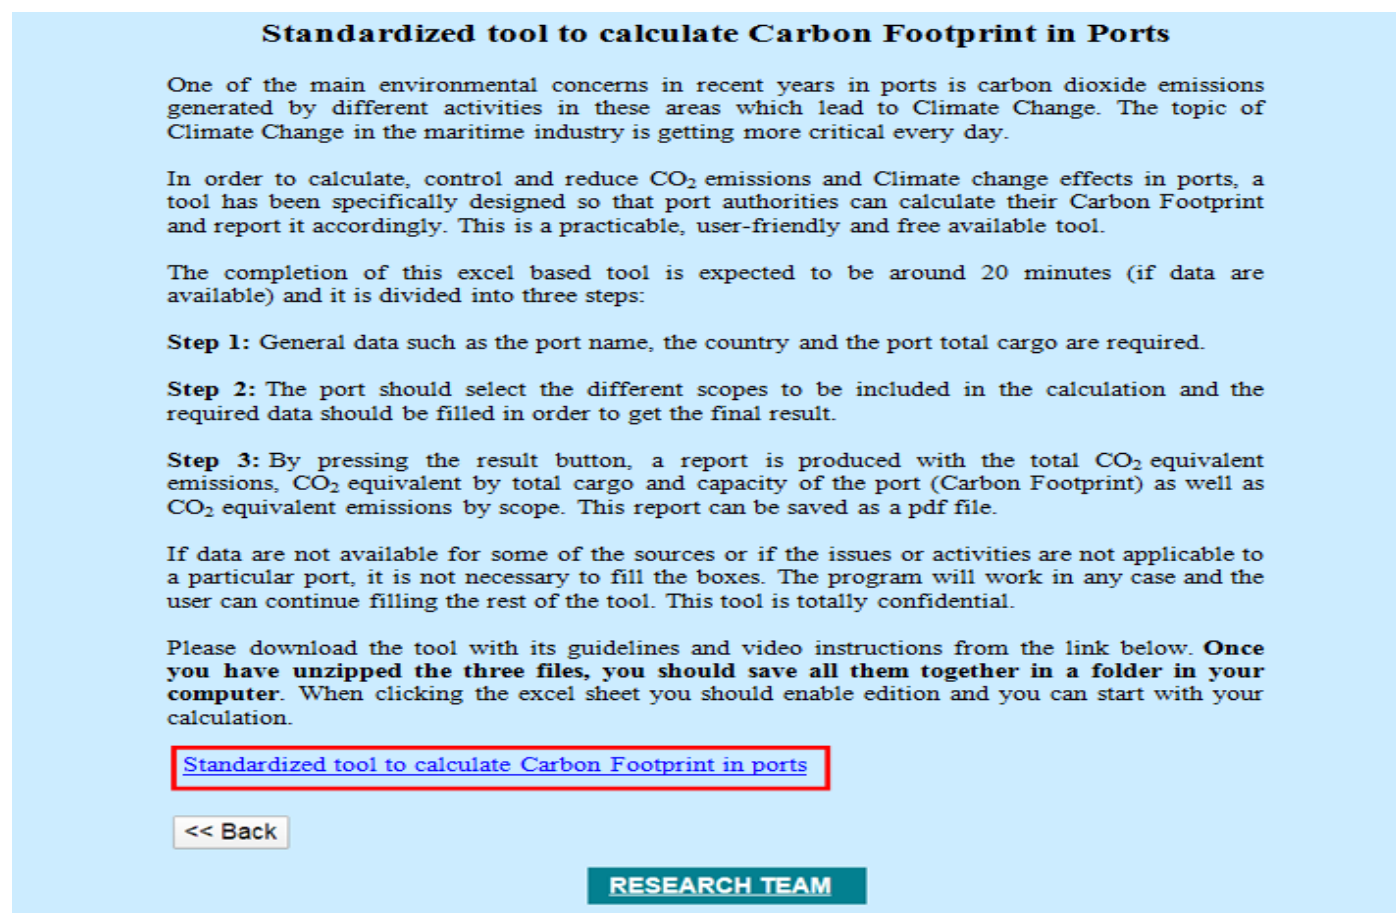 Standardized tool to calculate Carbon Footprint in Ports
One of the main environmental concerns in recent years in ports is carbon dioxide emissions
generated by different activities in these areas which lead to Climate Change. The topic of
Climate Change in the maritime industry is getting more critical every day.
In order to calculate, control and reduce CO₂ emissions and Climate change effects in ports, a
tool has been specifically designed so that port authorities can calculate their Carbon Footprint
and report it accordingly. This is a practicable, user-friendly and free available tool.
The completion of this excel based tool is expected to be around 20 minutes (if data are
available) and it is divided into three steps:
Step 1: General data such as the port name, the country and the port total cargo are required.
Step 2: The port should select the different scopes to be included in the calculation and the
required data should be filled in order to get the final result.
Step 3: By pressing the result button, a report is produced with the total CO₂ equivalent
emissions, CO₂ equivalent by total cargo and capacity of the port (Carbon Footprint) as well as
CO₂ equivalent emissions by scope. This report can be saved as a pdf file.
If data are not available for some of the sources or if the issues or activities are not applicable to
a particular port, it is not necessary to fill the boxes. The program will work in any case and the
user can continue filling the rest of the tool. This tool is totally confidential.
Please download the tool with its guidelines and video instructions from the link below. Once
you have unzipped the three files, you should save all them together in a folder in your
computer. When clicking the excel sheet you should enable edition and you can start with your
calculation.
Standardized tool to calculate Carbon Footprint in ports
<< Back
RESEARCH TEAM